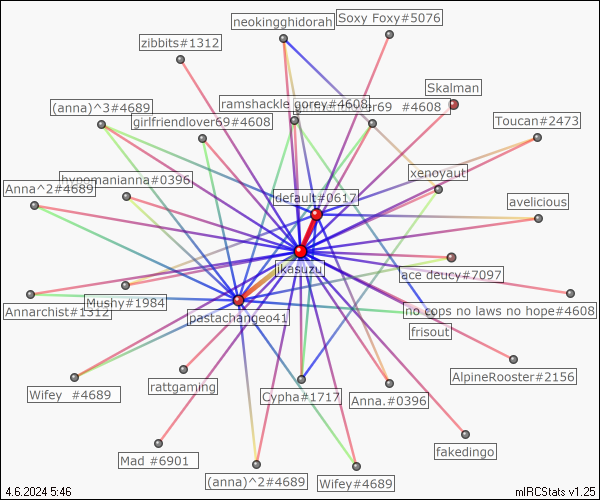 neokingghidorah
Soxy Foxy#5076
zibbits#1312
Skalman
(anna)^3#4689
ramshackle gorey#4608
#4608
girlfriendlover69#4608
Toucan#2473
xenoyaut
hypomanianna#0396
Anna^2#4689
default#0617
avelicious
jkasuzu
ace deucy#7097
Mushy#1984
Annarchist#1312
no cops no laws no hope#4608
pastachangeo41
frisout
AlpineRooster#2156
rattgaming
Wifey #4689
Cypha#1717
Anna.#0396
fakedingo
Mad #6901
(anna)^2#4689
Wifey#4689
4.6.2024 5:46
mIRCStats v1.25